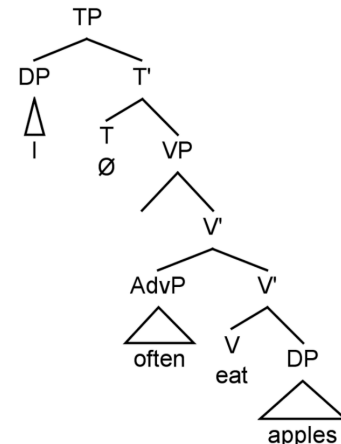 TP
DP T'
I T VP
Ø
V'
AdvP V'
often V DP
eat
apples